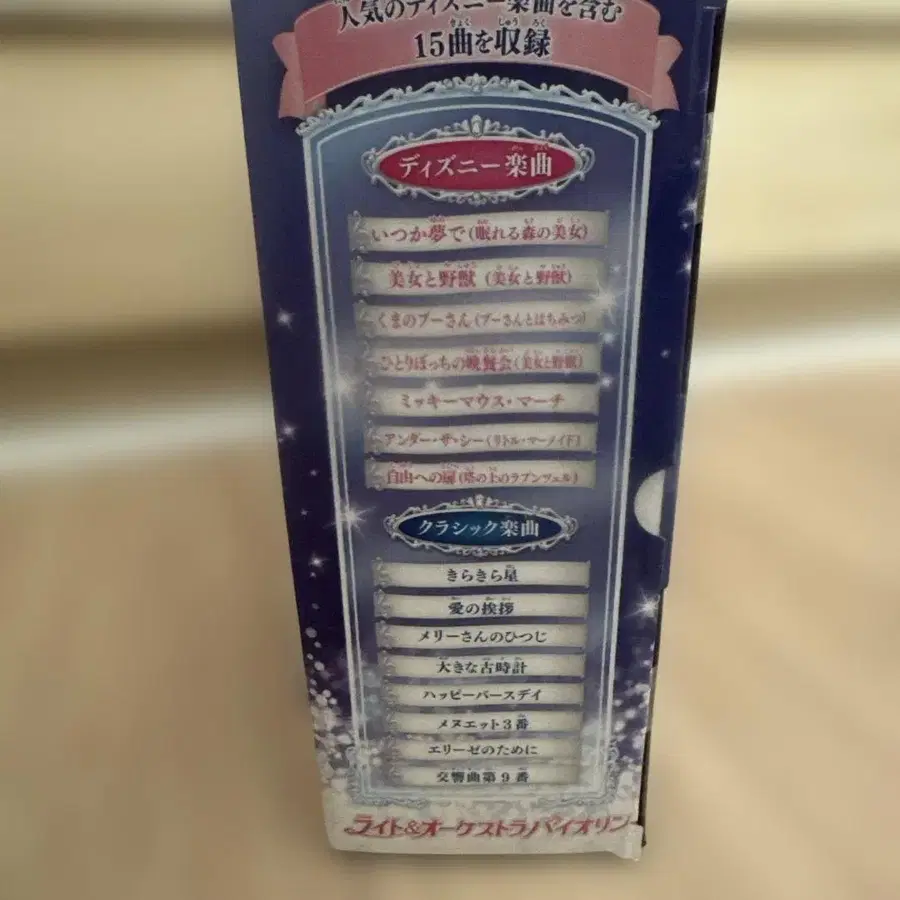 人気のディズニー楽曲を含む
15曲を収録
ディズニー楽曲
いつか夢で(眠れる森の美女)
美女と野獣(美女と野獣)
くまのプーさん(プーさんとはちみつ)
ひとりぼっちの晩餐会(美女と野獣)
ミッキーマウス・マーチ
アンダー・ザ・シー(リトル・マーメイド)
自由への扉(塔の上のラプンツェル)
クラシック楽曲
きらきら星
愛の挨拶
メリーさんのひつじ
大きな古時計
ハッピーバースデイ
メヌエット3番
エリーゼのために
交響曲第9番
ライト&オーケストラバイオリン